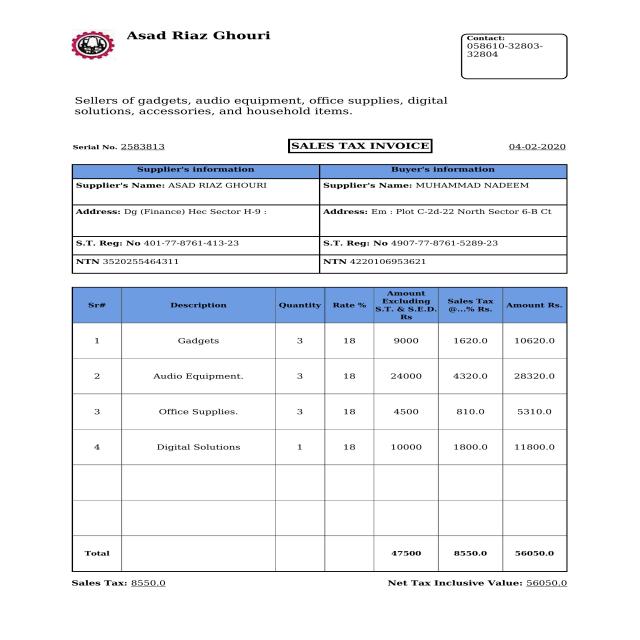 Asad Riaz Ghouri
Contact:
058610-32803-
32804
Sellers of gadgets, audio equipment, office supplies, digital
solutions, accessories, and household items.
Serial No. 2583813 SALES TAX INVOICE 04-02-2020
Supplier's information Buyer's information
Supplier's Name: ASAD RIAZ GHOURI Supplier's Name: MUHAMMAD NADEEM
Address: Dg (Finance) Hec Sector H-9 : Address: Em : Plot C-2d-22 North Sector 6-B Ct
S.T. Reg: No 401-77-8761-413-23 S.T. Reg: No 4907-77-8761-5289-23
NTN 3520255464311 NTN 4220106953621
Sr# Description Quantity Rate % Amount Excluding S.T. & S.E.D. Rs Sales Tax @...% Rs. Amount Rs.
1 Gadgets 3 18 9000 1620.0 10620.0
2 Audio Equipment. 3 18 24000 4320.0 28320.0
3 Office Supplies. 3 18 4500 810.0 5310.0
4 Digital Solutions 1 18 10000 1800.0 11800.0
Total 47500 8550.0 56050.0
Sales Tax: 8550.0 Net Tax Inclusive Value: 56050.0